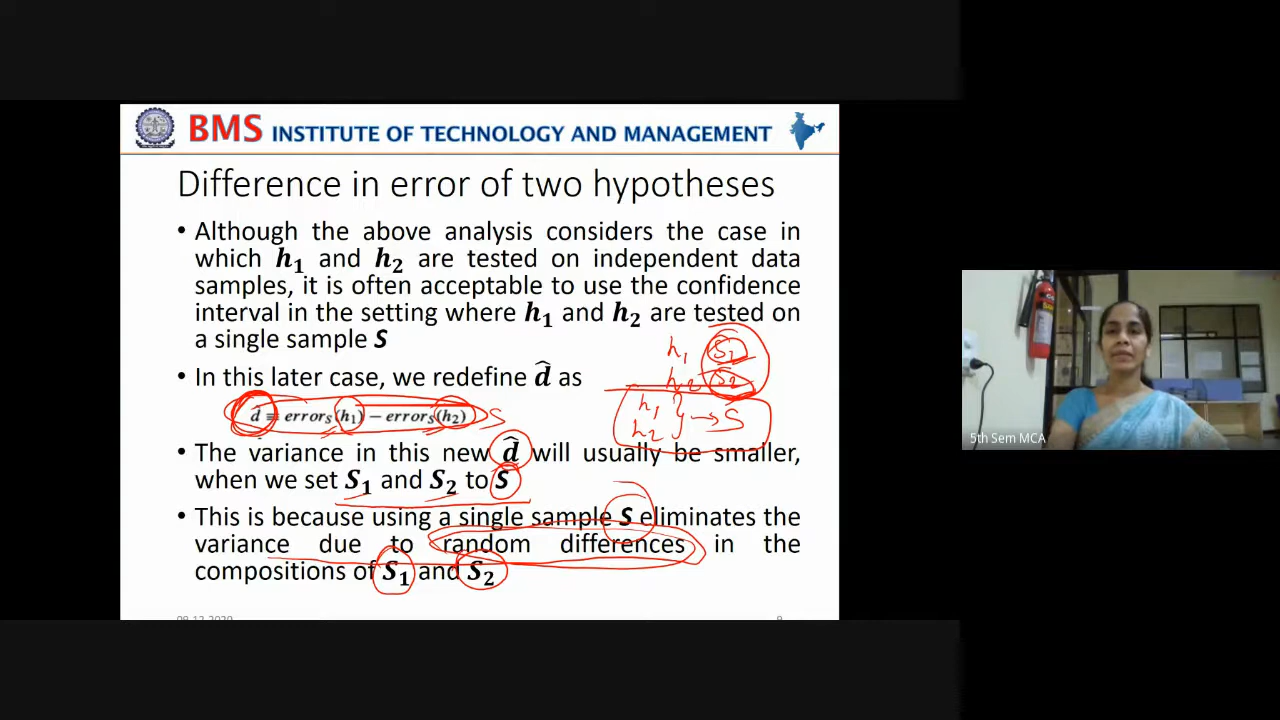 BMS INSTITUTE OF TECHNOLOGY AND MANAGEMENT
Difference in error of two hypotheses
• Although the above analysis considers the case in
which h₁ and h₂ are tested on independent data
samples, it is often acceptable to use the confidence
interval in the setting where h₁ and h₂ are tested on
a single sample S
h₁ S₁
• In this later case, we redefine d̂ as
h₂ S₂
d̂ ≡ errorₛ(h₁) − errorₛ(h₂) S
h₁
h₂ } → S
• The variance in this new d̂ will usually be smaller,
when we set S₁ and S₂ to S
• This is because using a single sample S eliminates the
variance due to random differences in the
compositions of S₁ and S₂
5th Sem MCA